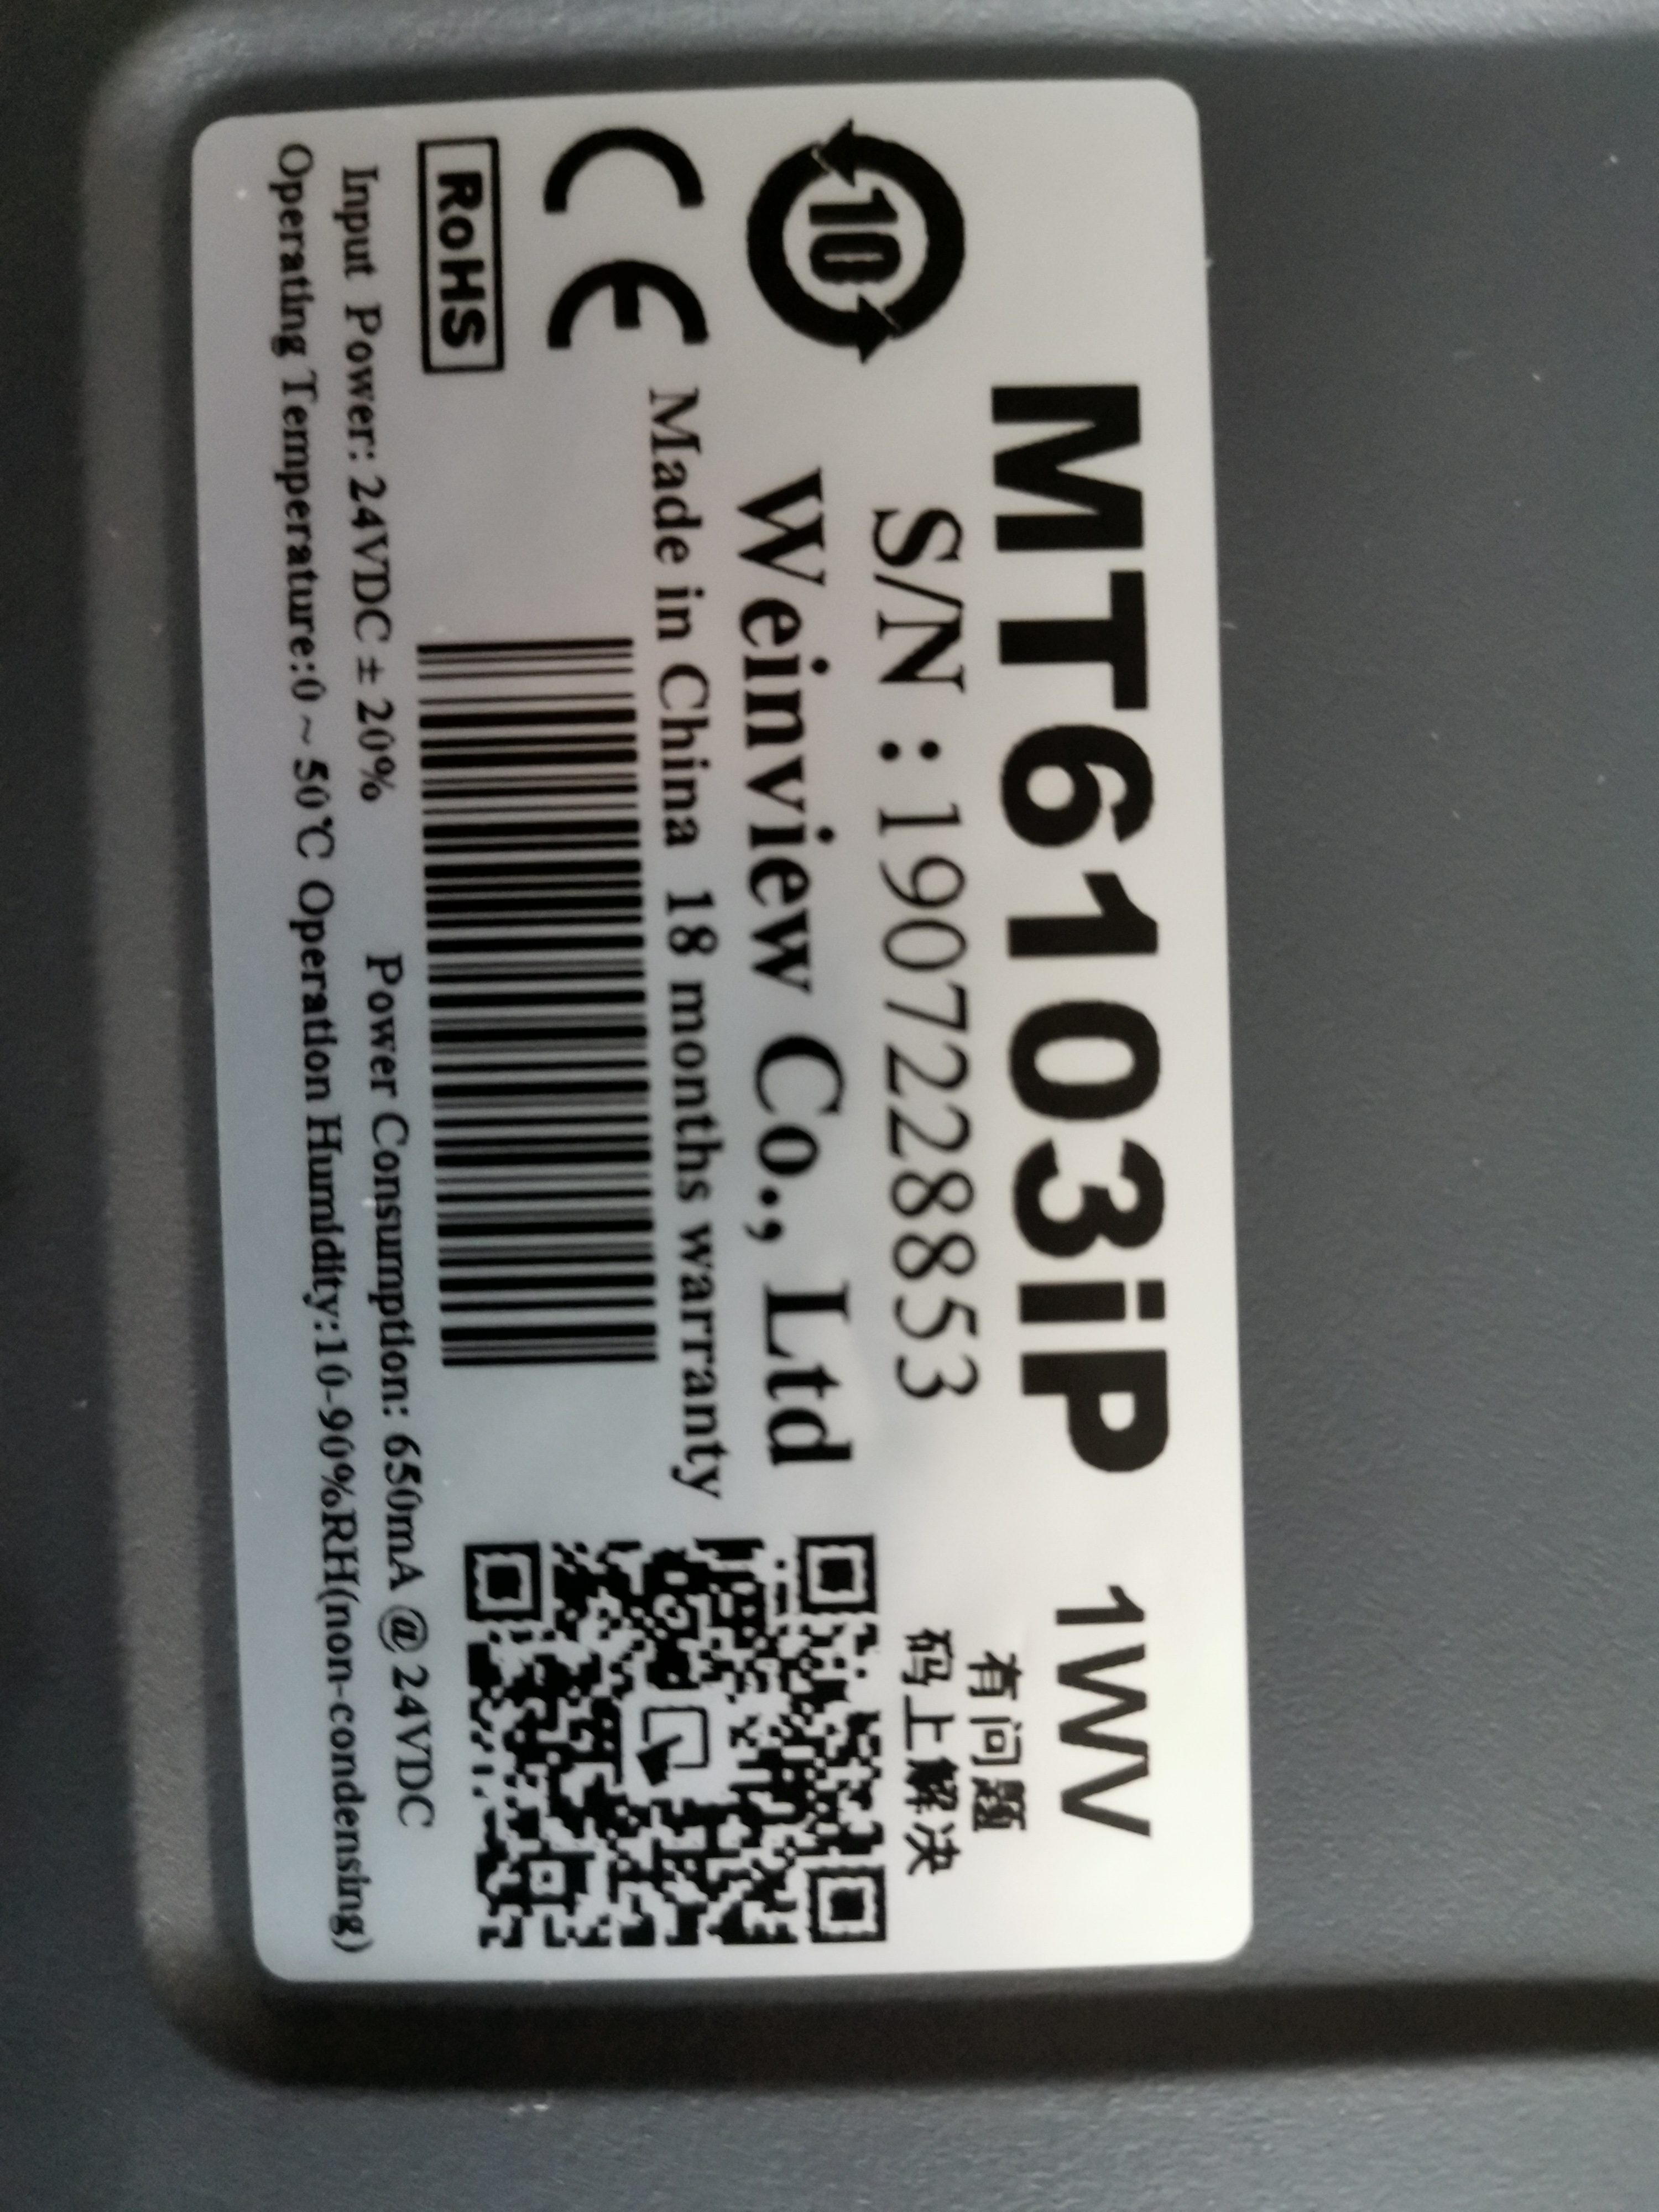 MT6103iP 1WV
S/N : 1907228853
有问题
码上解决
Weinview Co., Ltd
10
Made in China 18 months warranty
CE
RoHS
Input Power: 24VDC ± 20% Power Consumption: 650mA @ 24VDC
Operating Temperature:0 ~ 50℃ Operation Humidity:10-90%RH(non-condensing)